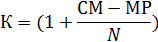 К = (1 + (СМ − МР)/N)